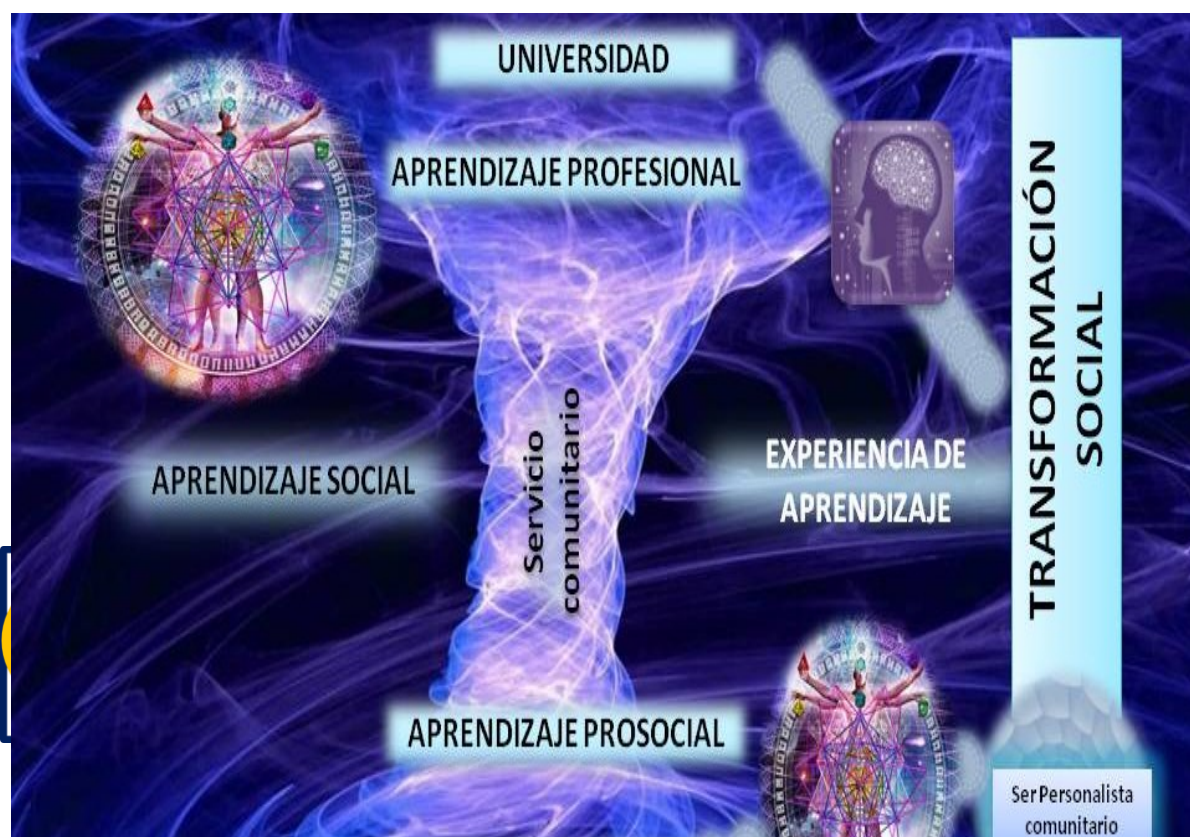 UNIVERSIDAD
APRENDIZAJE PROFESIONAL
TRANSFORMACIÓN
SOCIAL
Servicio
comunitario
APRENDIZAJE SOCIAL
EXPERIENCIA DE
APRENDIZAJE
APRENDIZAJE PROSOCIAL
Ser Personalista
comunitario